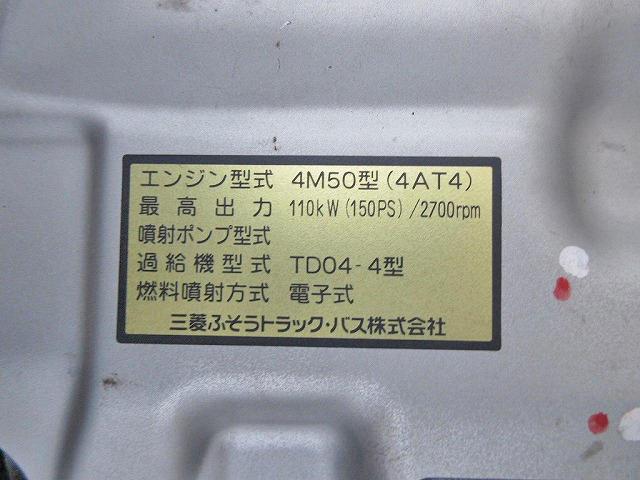 エンジン型式 4M50型(4AT4)
最高出力 110kW(150PS)/2700rpm
噴射ポンプ型式
過給機型式 TD04-4型
燃料噴射方式 電子式
三菱ふそうトラック・バス株式会社